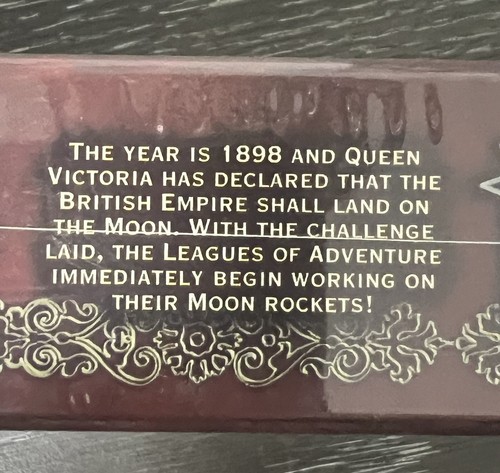 The year is 1898 and Queen
Victoria has declared that the
British Empire shall land on
the Moon. With the challenge
laid, the Leagues of Adventure
immediately begin working on
their Moon rockets!